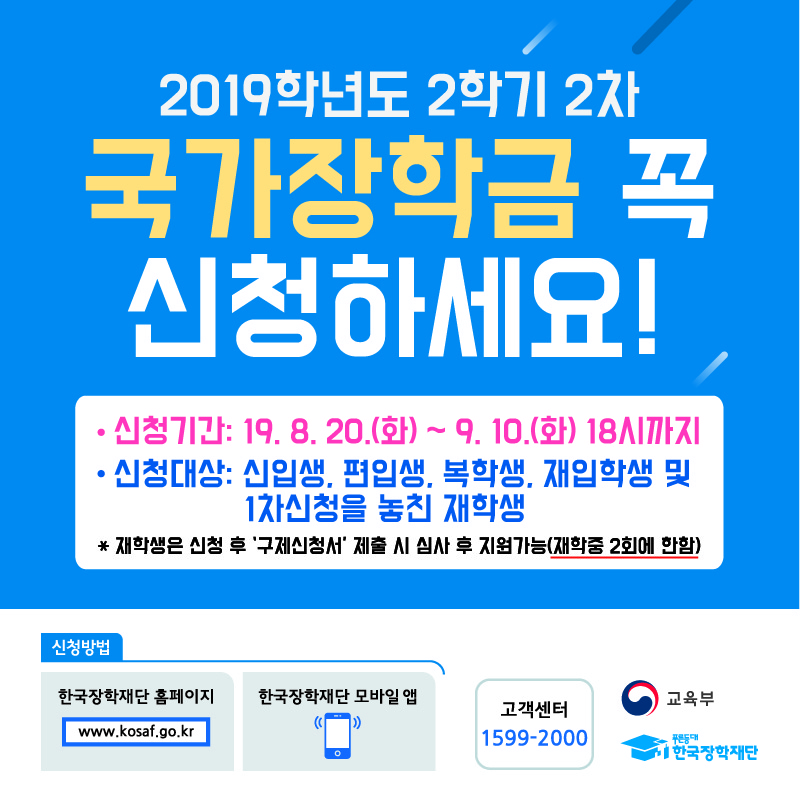 2019학년도 2학기 2차
국가장학금 꼭
신청하세요!
• 신청기간: 19. 8. 20.(화) ~ 9. 10.(화) 18시까지
• 신청대상: 신입생, 편입생, 복학생, 재입학생 및
1차신청을 놓친 재학생
* 재학생은 신청 후 '구제신청서' 제출 시 심사 후 지원가능(재학중 2회에 한함)
신청방법
한국장학재단 홈페이지
www.kosaf.go.kr
한국장학재단 모바일 앱
고객센터
1599-2000
교육부
푸른등대
한국장학재단